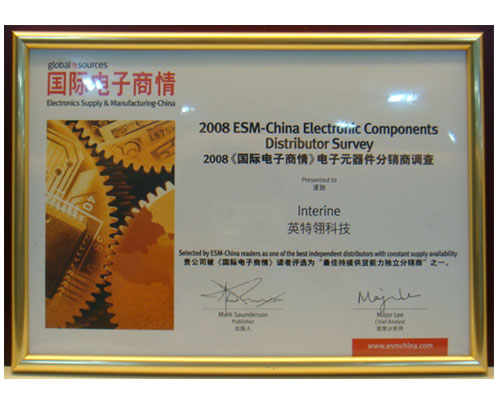 global sources
国际电子商情
Electronics Supply & Manufacturing-China
2008 ESM-China Electronic Components
Distributor Survey
2008《国际电子商情》电子元器件分销商调查
Presented to
谨致
Interine
英特翎科技
Selected by ESM-China readers as one of the best independent distributors with constant supply availability
贵公司被《国际电子商情》读者评选为“最佳持续供货能力独立分销商”之一。
Mark Saunderson
Publisher
出版人
Major Lee
Chief Analyst
首席分析师
www.esmchina.com